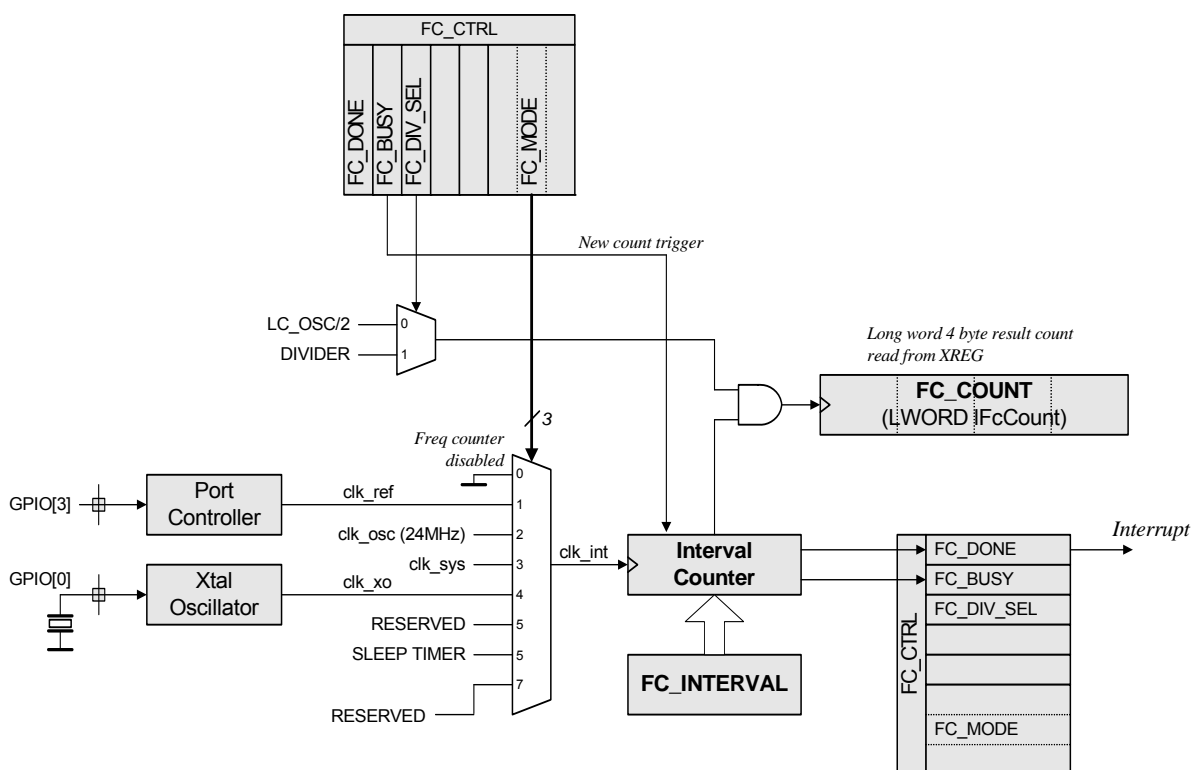 FC_CTRL
FC_DONE
FC_BUSY
FC_DIV_SEL
FC_MODE
New count trigger
LC_OSC/2
0
DIVIDER
1
Long word 4 byte result count
read from XREG
FC_COUNT
(LWORD lFcCount)
3
Freq counter
disabled
0
GPIO[3]
Port
Controller
clk_ref
1
clk_osc (24MHz)
2
clk_sys
3
clk_int
Interval
Counter
GPIO[0]
Xtal
Oscillator
clk_xo
4
RESERVED
5
SLEEP TIMER
5
RESERVED
7
FC_INTERVAL
FC_CTRL
FC_DONE
Interrupt
FC_BUSY
FC_DIV_SEL
FC_MODE